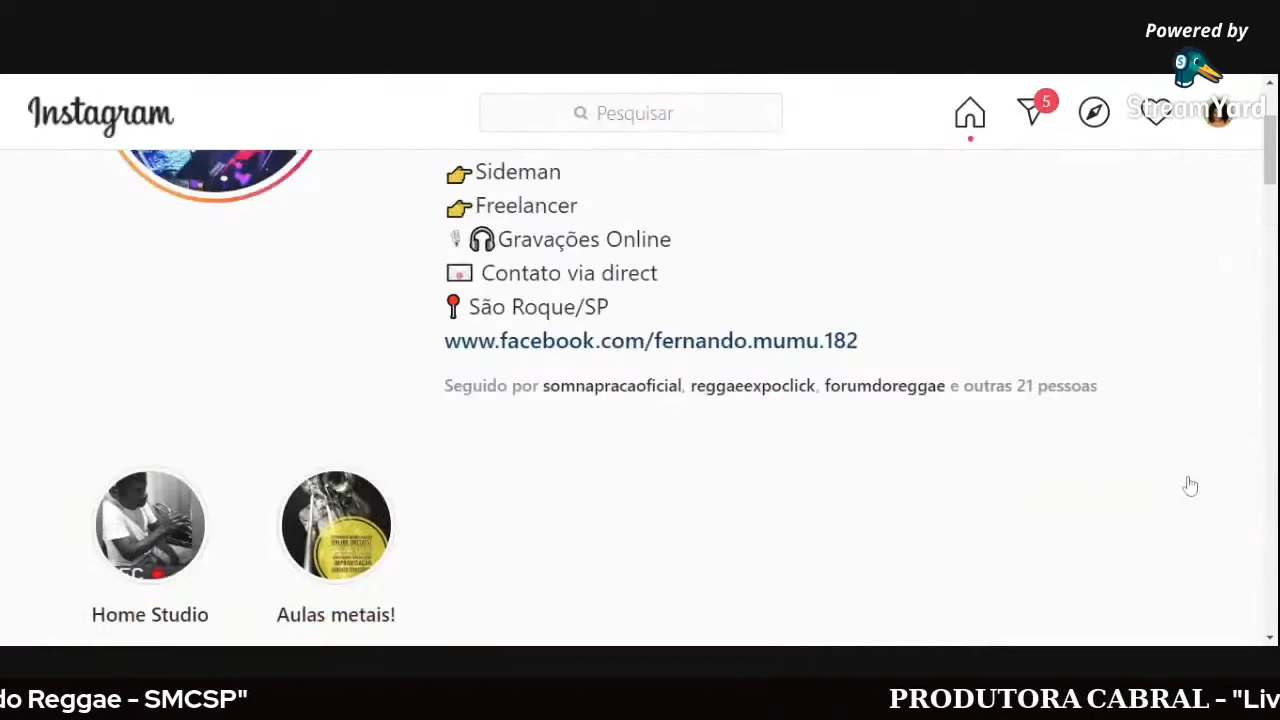 Powered by
StreamYard
Instagram
Pesquisar
5
👉Sideman
👉Freelancer
🎙🎧Gravações Online
💌 Contato via direct
📍 São Roque/SP
www.facebook.com/fernando.mumu.182
Seguido por somnapracaoficial, reggaeexpoclick, forumdoreggae e outras 21 pessoas
Home Studio
Aulas metais!
do Reggae - SMCSP"
PRODUTORA CABRAL - "Liv